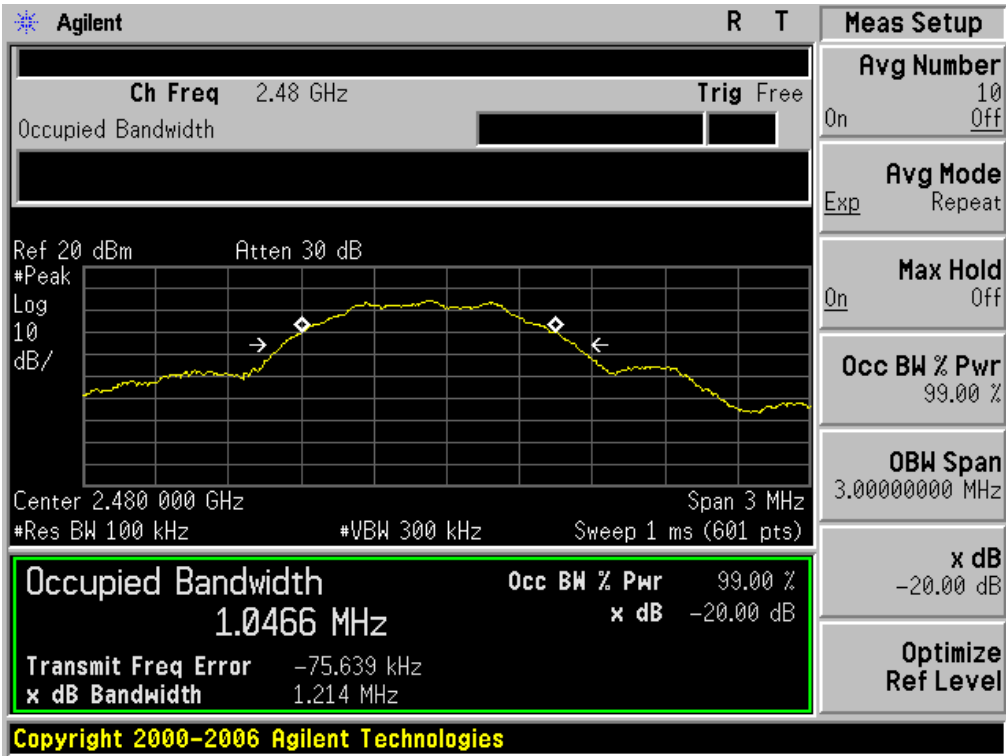 Agilent R T
Ch Freq 2.48 GHz Trig Free
Occupied Bandwidth
Ref 20 dBm Atten 30 dB
#Peak
Log
10
dB/
Center 2.480 000 GHz Span 3 MHz
#Res BW 100 kHz #VBW 300 kHz Sweep 1 ms (601 pts)
Occupied Bandwidth Occ BW % Pwr 99.00 %
1.0466 MHz x dB -20.00 dB
Transmit Freq Error -75.639 kHz
x dB Bandwidth 1.214 MHz
Copyright 2000-2006 Agilent Technologies
Meas Setup
Avg Number
10
On Off
Avg Mode
Exp Repeat
Max Hold
On Off
Occ BW % Pwr
99.00 %
OBW Span
3.00000000 MHz
x dB
-20.00 dB
Optimize
Ref Level